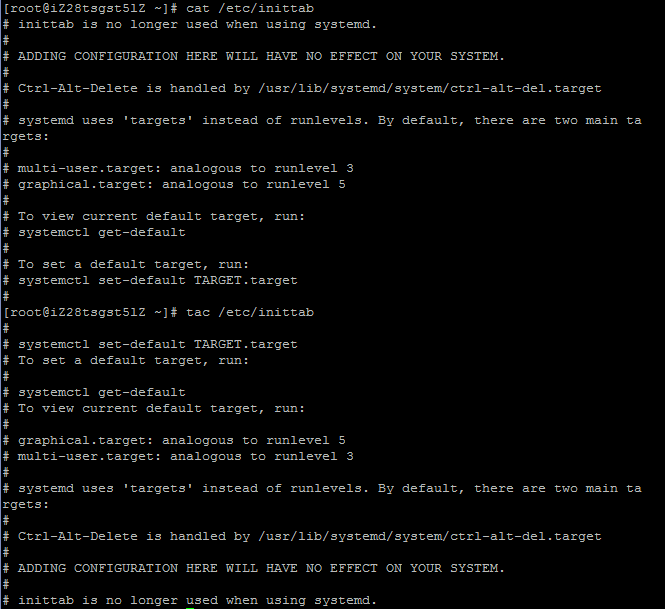 [root@iZ28tsgst5lZ ~]# cat /etc/inittab
# inittab is no longer used when using systemd.
#
# ADDING CONFIGURATION HERE WILL HAVE NO EFFECT ON YOUR SYSTEM.
#
# Ctrl-Alt-Delete is handled by /usr/lib/systemd/system/ctrl-alt-del.target
#
# systemd uses 'targets' instead of runlevels. By default, there are two main ta
rgets:
#
# multi-user.target: analogous to runlevel 3
# graphical.target: analogous to runlevel 5
#
# To view current default target, run:
# systemctl get-default
#
# To set a default target, run:
# systemctl set-default TARGET.target
#
[root@iZ28tsgst5lZ ~]# tac /etc/inittab
#
# systemctl set-default TARGET.target
# To set a default target, run:
#
# systemctl get-default
# To view current default target, run:
#
# graphical.target: analogous to runlevel 5
# multi-user.target: analogous to runlevel 3
#
# systemd uses 'targets' instead of runlevels. By default, there are two main ta
rgets:
#
# Ctrl-Alt-Delete is handled by /usr/lib/systemd/system/ctrl-alt-del.target
#
# ADDING CONFIGURATION HERE WILL HAVE NO EFFECT ON YOUR SYSTEM.
#
# inittab is no longer used when using systemd.